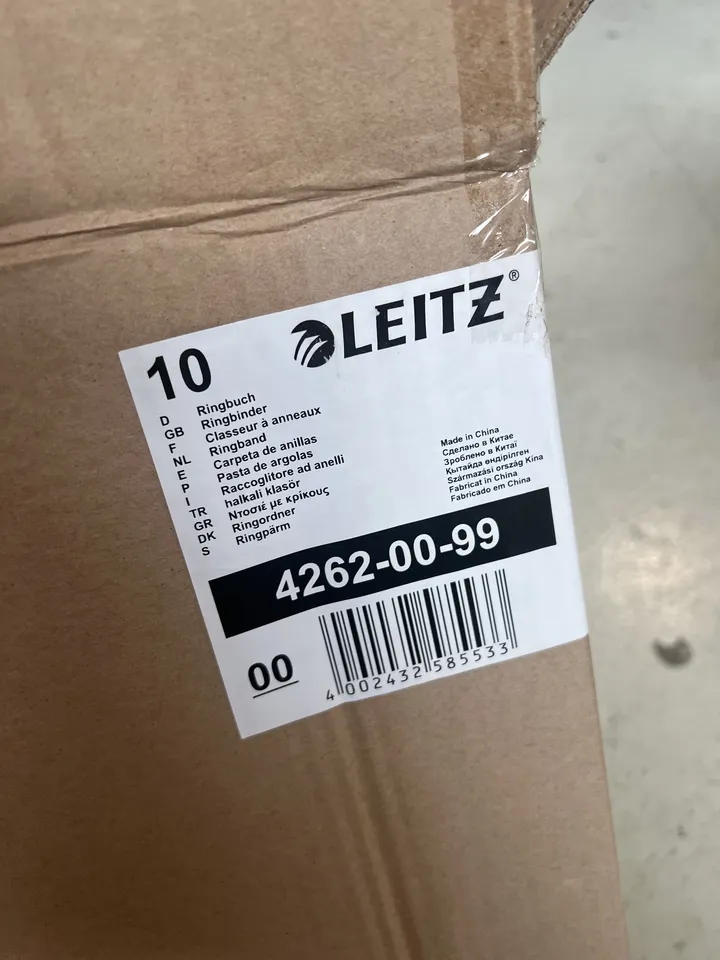 LEITZ®
10
D Ringbuch
GB Ringbinder
F Classeur à anneaux
NL Ringband
E Carpeta de anillas
P Pasta de argolas
I Raccoglitore ad anelli
TR halkali klasör
GR Ντοσιέ με κρίκους
DK Ringordner
S Ringpärm
Made in China
Сделано в Китае
Зроблено в Китаї
Қытайда өндірілген
Származási ország Kína
Fabricat in China
Fabricado em China
4262-00-99
00
4 002432 585533